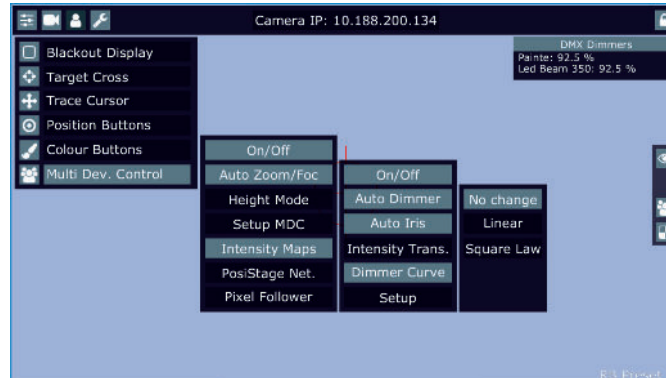 Camera IP: 10.188.200.134
DMX Dimmers
Painte: 92.5 %
Led Beam 350: 92.5 %
Blackout Display
Target Cross
Trace Cursor
Position Buttons
Colour Buttons
Multi Dev. Control
On/Off
Auto Zoom/Foc
Height Mode
Setup MDC
Intensity Maps
PosiStage Net.
Pixel Follower
On/Off
Auto Dimmer
Auto Iris
Intensity Trans.
Dimmer Curve
Setup
No change
Linear
Square Law